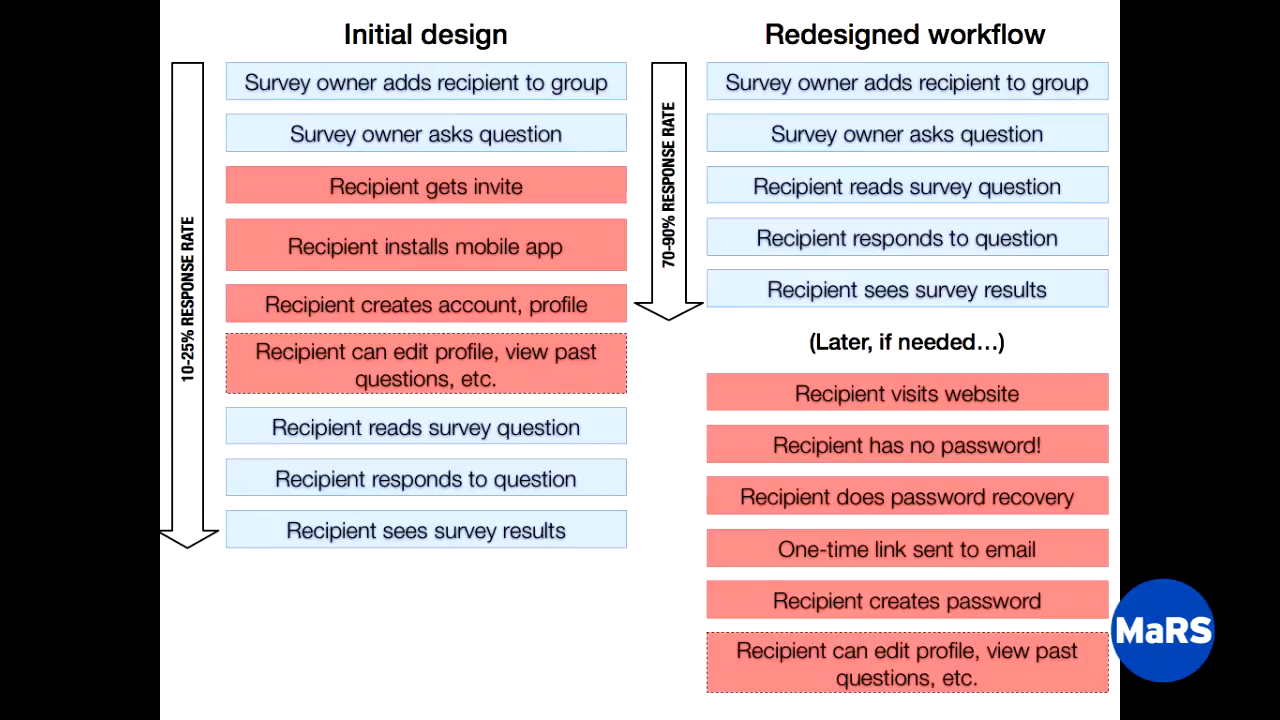 Initial design
10-25% RESPONSE RATE
Survey owner adds recipient to group
Survey owner asks question
Recipient gets invite
Recipient installs mobile app
Recipient creates account, profile
Recipient can edit profile, view past
questions, etc.
Recipient reads survey question
Recipient responds to question
Recipient sees survey results
Redesigned workflow
70-90% RESPONSE RATE
Survey owner adds recipient to group
Survey owner asks question
Recipient reads survey question
Recipient responds to question
Recipient sees survey results
(Later, if needed…)
Recipient visits website
Recipient has no password!
Recipient does password recovery
One-time link sent to email
Recipient creates password
Recipient can edit profile, view past
questions, etc.
MaRS